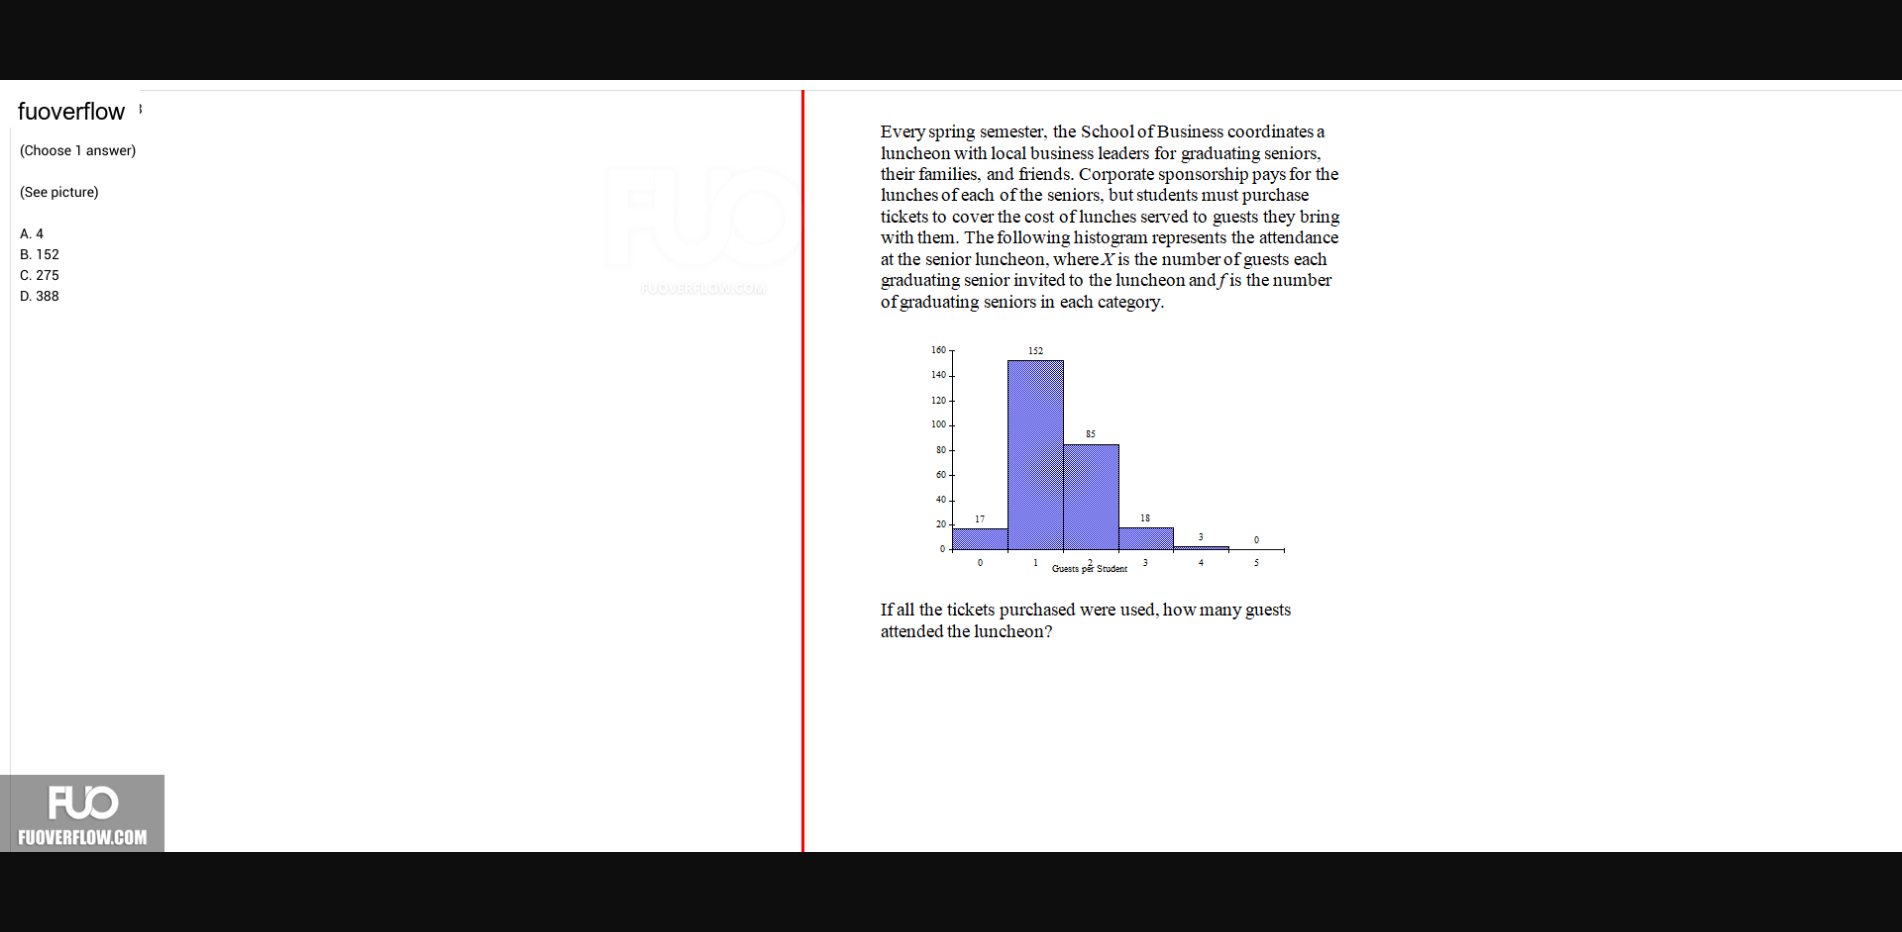 fuoverflow
(Choose 1 answer)
(See picture)
A. 4
B. 152
C. 275
D. 388
FUO
FUOVERFLOW.COM
Every spring semester, the School of Business coordinates a
luncheon with local business leaders for graduating seniors,
their families, and friends. Corporate sponsorship pays for the
lunches of each of the seniors, but students must purchase
tickets to cover the cost of lunches served to guests they bring
with them. The following histogram represents the attendance
at the senior luncheon, where X is the number of guests each
graduating senior invited to the luncheon and f is the number
of graduating seniors in each category.
160
140
120
100
80
60
40
20
0
17
152
85
18
3
0
0 1 2 3 4 5
Guests per Student
If all the tickets purchased were used, how many guests
attended the luncheon?
FUO
FUOVERFLOW.COM